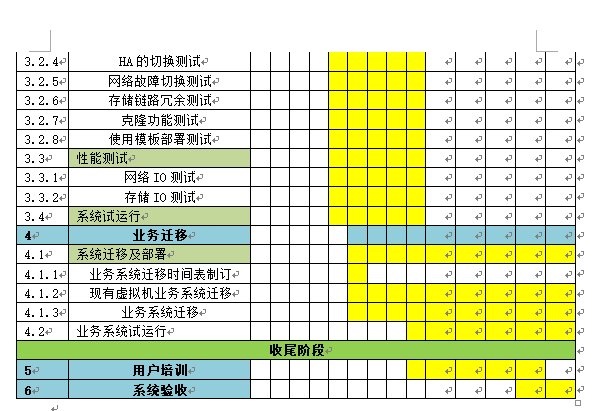 3.2.4 HA的切换测试
3.2.5 网络故障切换测试
3.2.6 存储链路冗余测试
3.2.7 克隆功能测试
3.2.8 使用模板部署测试
3.3 性能测试
3.3.1 网络IO测试
3.3.2 存储IO测试
3.4 系统试运行
4 业务迁移
4.1 系统迁移及部署
4.1.1 业务系统迁移时间表制订
4.1.2 现有虚拟机业务系统迁移
4.1.3 业务系统迁移
4.2 业务系统试运行
收尾阶段
5 用户培训
6 系统验收